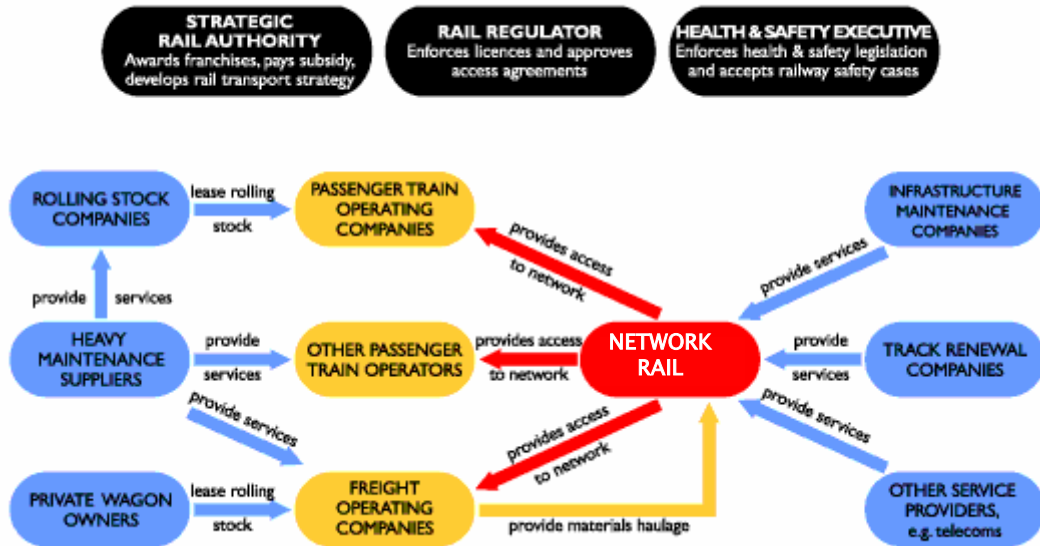 STRATEGIC
RAIL AUTHORITY
Awards franchises, pays subsidy,
develops rail transport strategy
RAIL REGULATOR
Enforces licences and approves
access agreements
HEALTH & SAFETY EXECUTIVE
Enforces health & safety legislation
and accepts railway safety cases
ROLLING STOCK
COMPANIES
lease rolling
stock
PASSENGER TRAIN
OPERATING
COMPANIES
provides access
to network
INFRASTRUCTURE
MAINTENANCE
COMPANIES
provide services
provide services
HEAVY
MAINTENANCE
SUPPLIERS
provide
services
OTHER PASSENGER
TRAIN OPERATORS
provides access
to network
NETWORK
RAIL
provide
services
TRACK RENEWAL
COMPANIES
provide services
provides access
to network
provide services
PRIVATE WAGON
OWNERS
lease rolling
stock
FREIGHT
OPERATING
COMPANIES
provide materials haulage
OTHER SERVICE
PROVIDERS,
e.g. telecoms